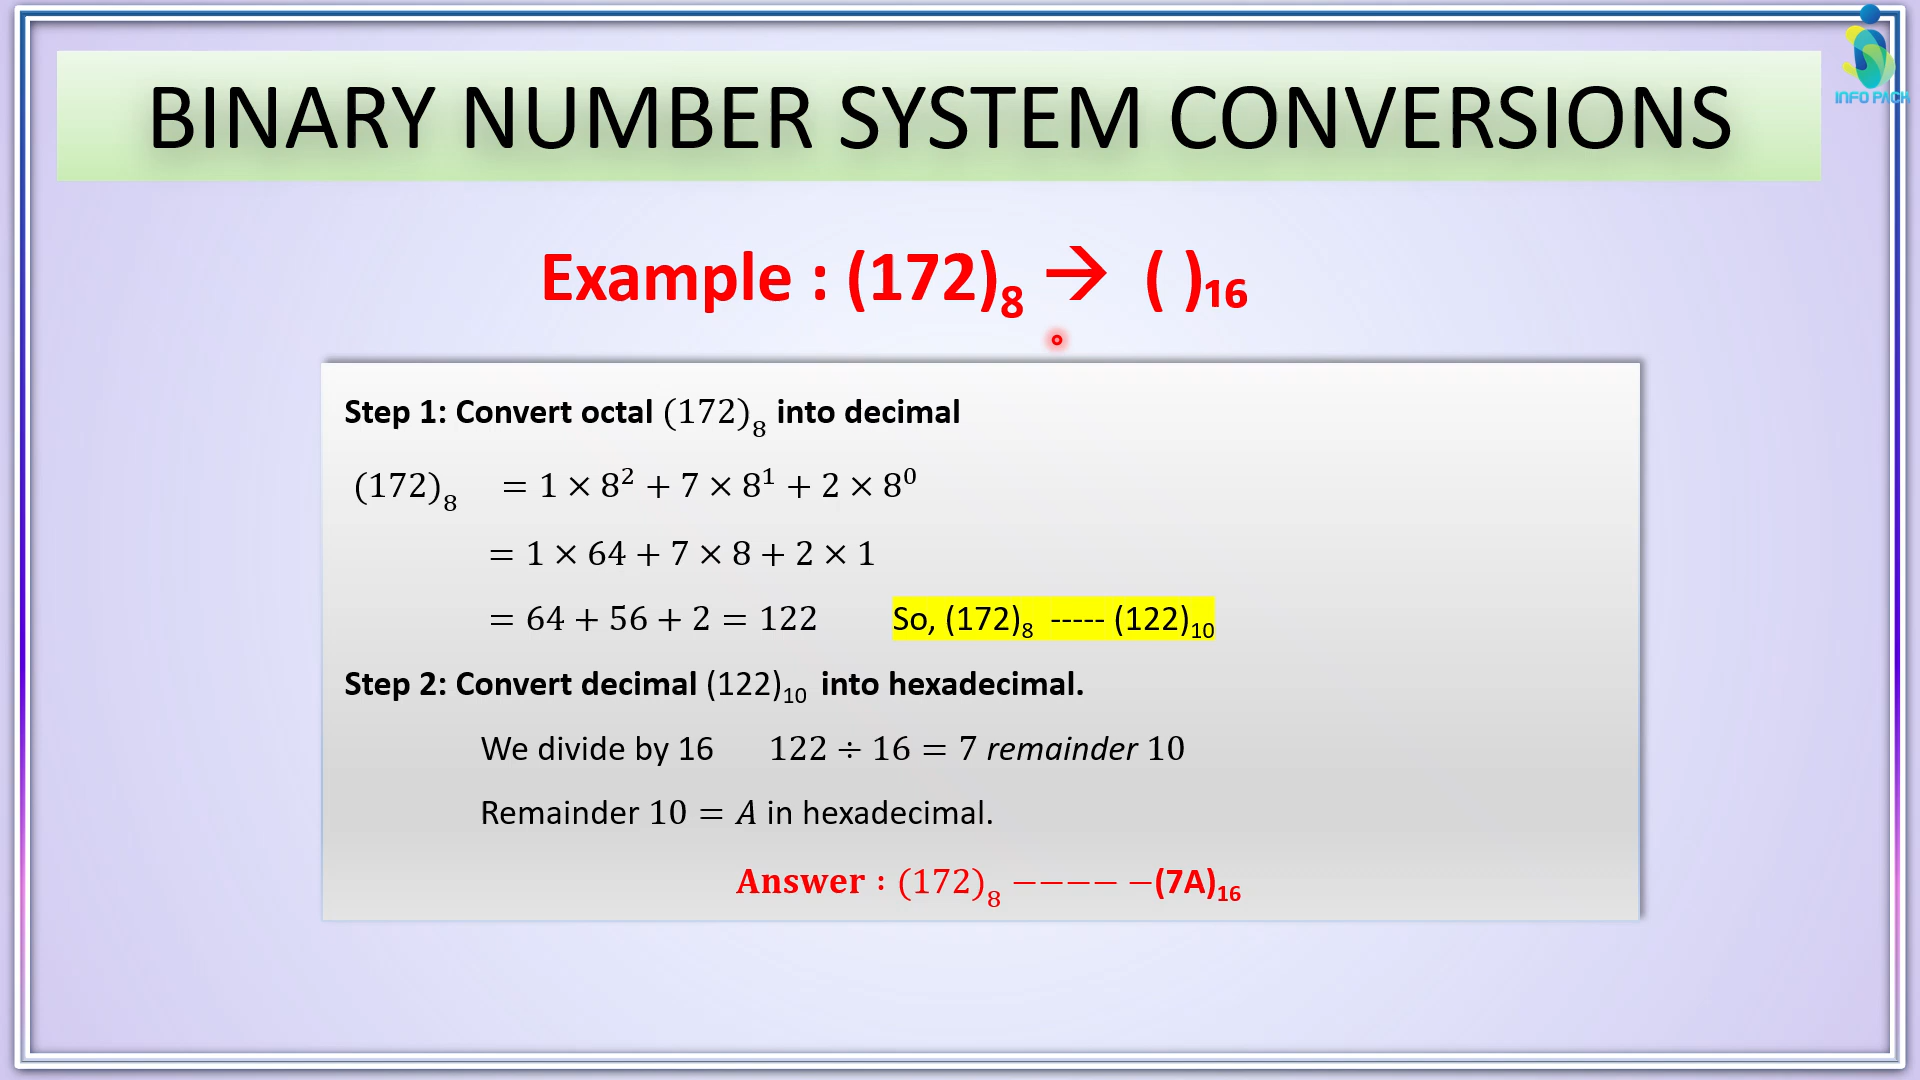 INFO PACK
BINARY NUMBER SYSTEM CONVERSIONS
Example : (172)₈ → ( )₁₆
Step 1: Convert octal (172)₈ into decimal
(172)₈ = 1 × 8² + 7 × 8¹ + 2 × 8⁰
= 1 × 64 + 7 × 8 + 2 × 1
= 64 + 56 + 2 = 122 So, (172)₈ ----- (122)₁₀
Step 2: Convert decimal (122)₁₀ into hexadecimal.
We divide by 16 122 ÷ 16 = 7 remainder 10
Remainder 10 = A in hexadecimal.
Answer : (172)₈ −−−− −(7A)₁₆